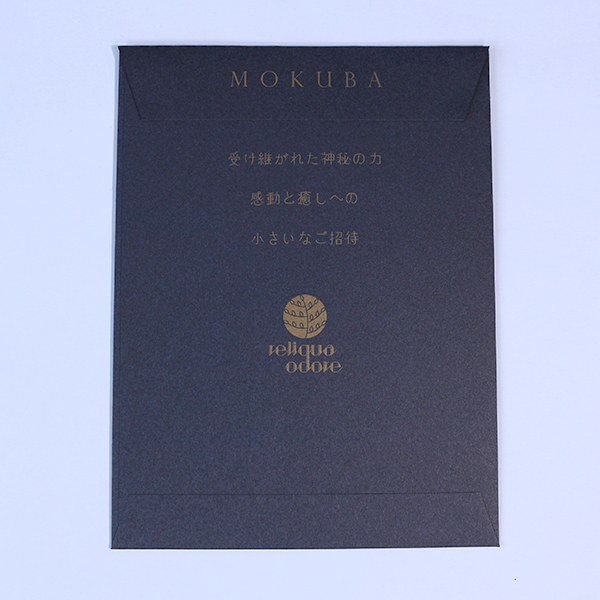 MOKUBA
受け継がれた神秘の力
感動と癒しへの
小さいなご招待
reliqua
odore